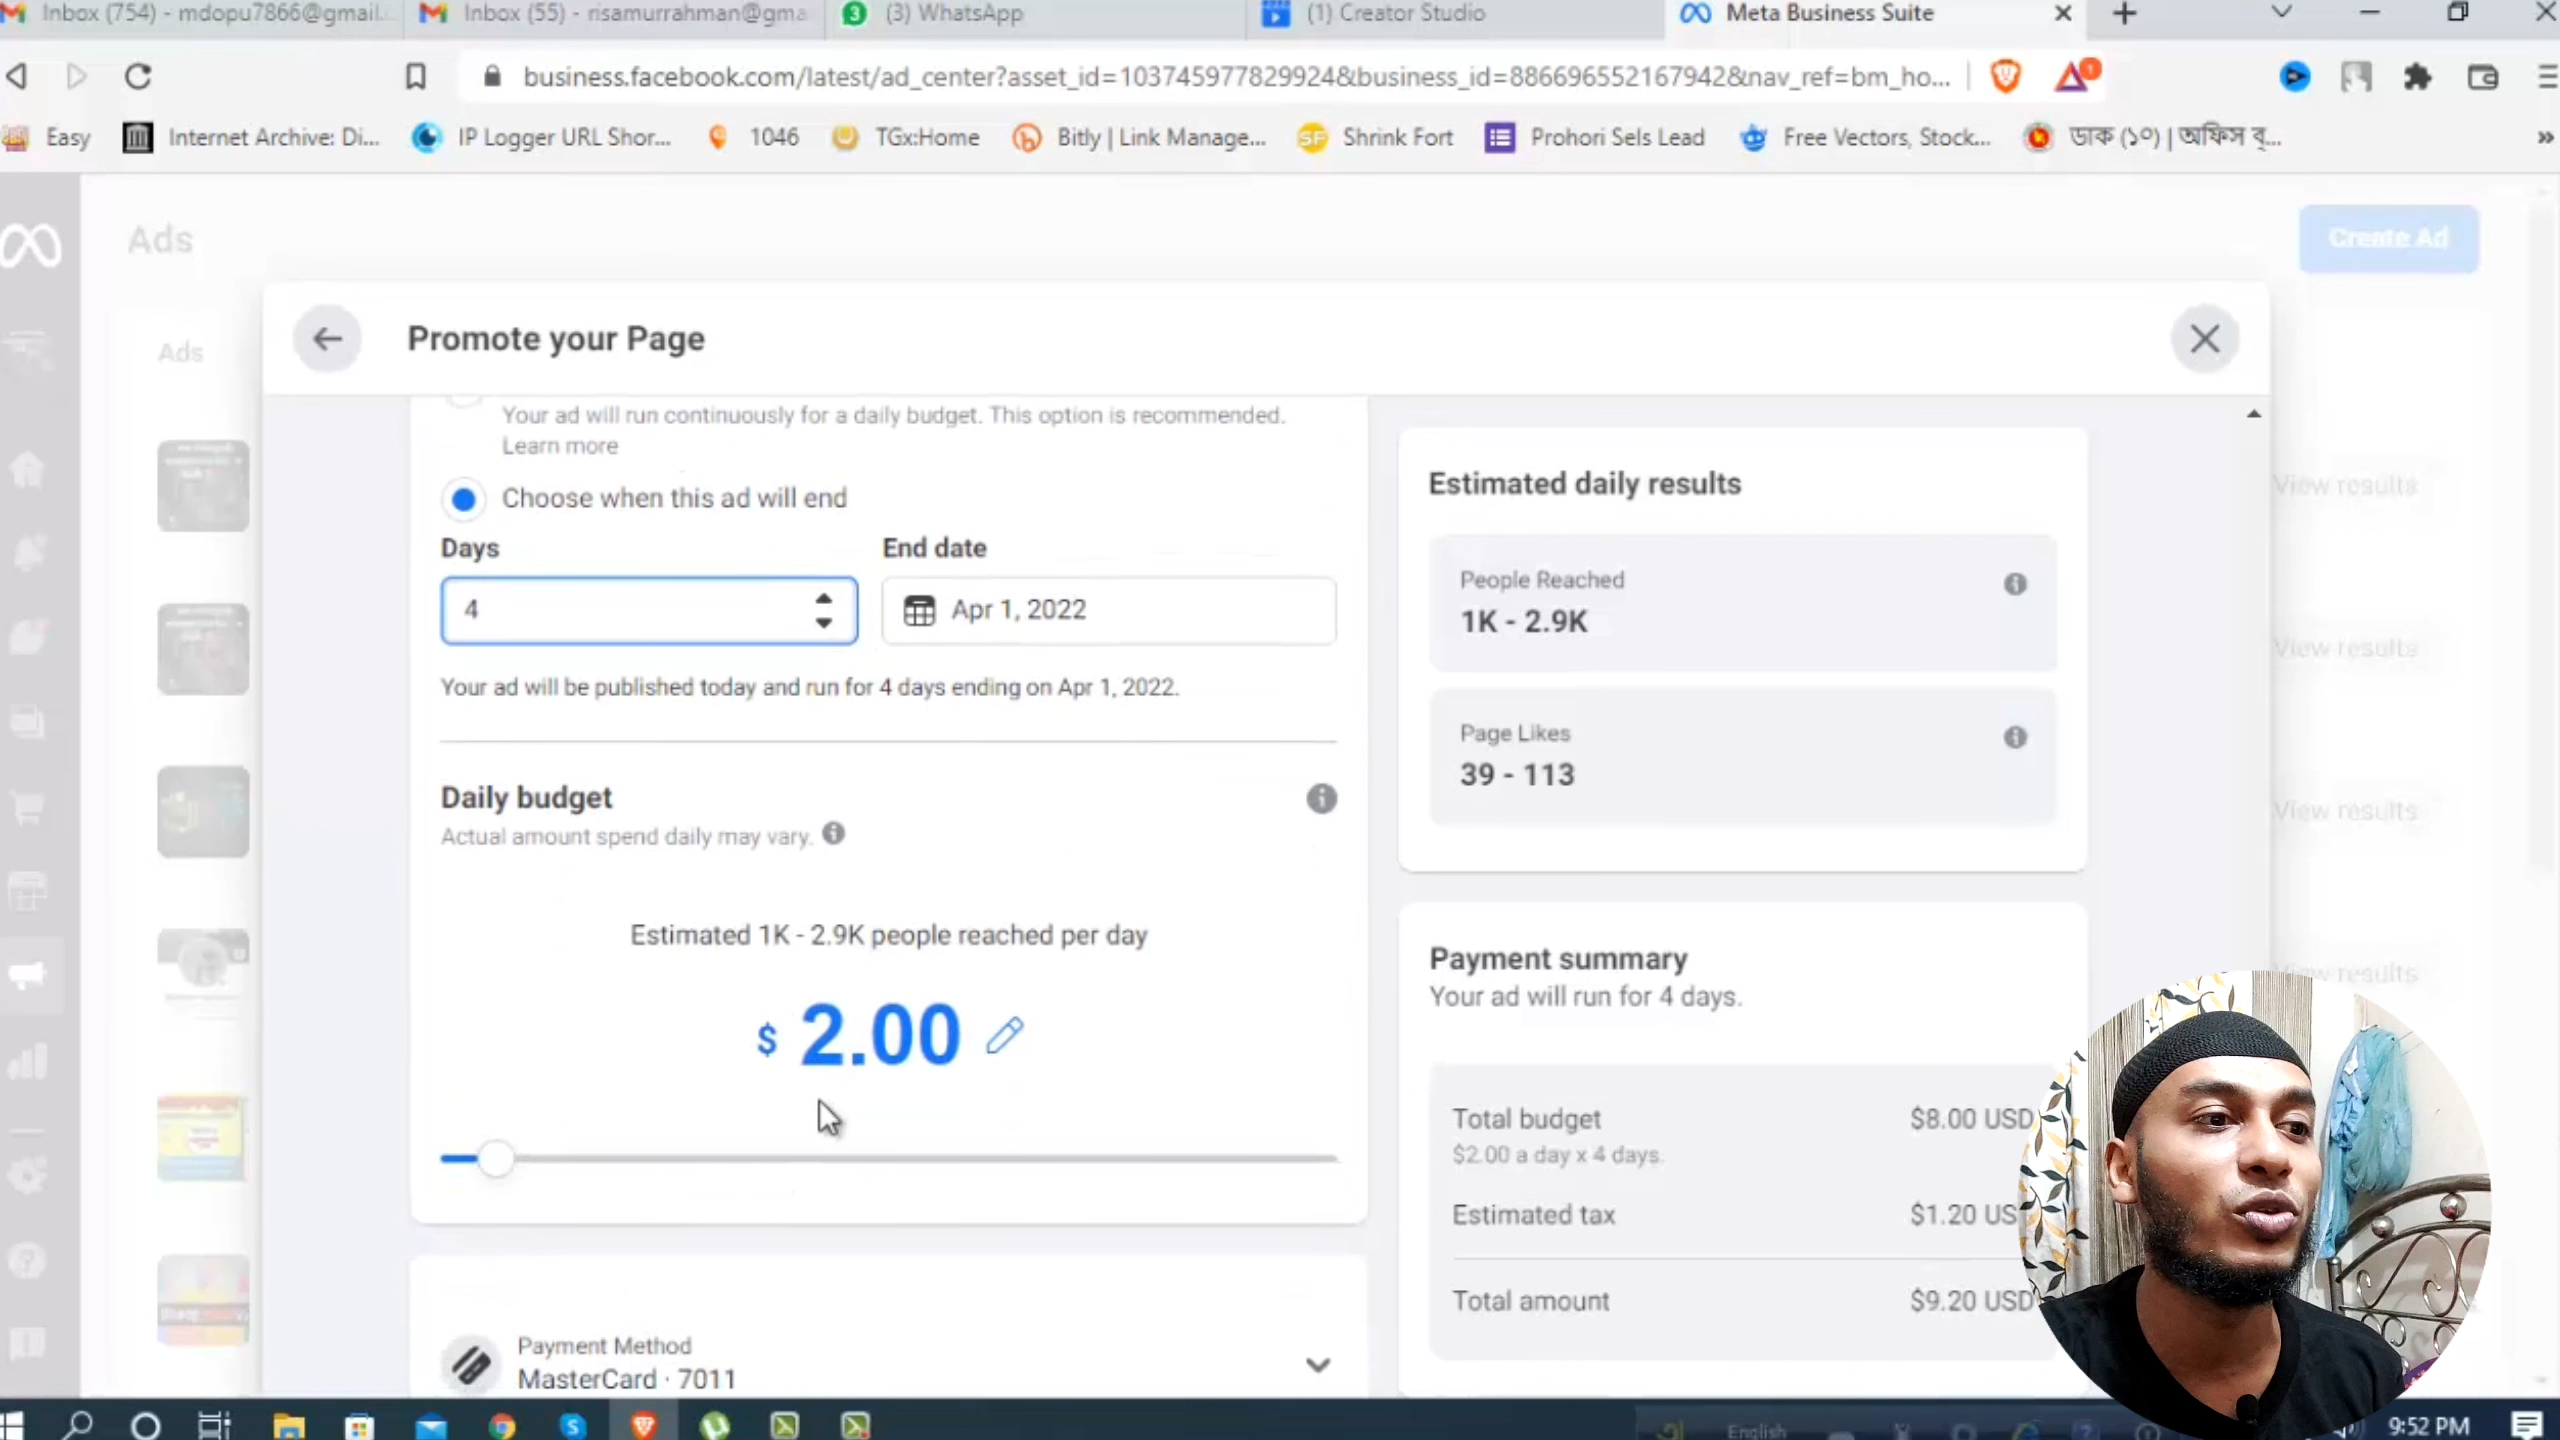 Inbox (754) - mdopu7866@gmail.
Inbox (55) - risamurrahman@gma
(3) WhatsApp
(1) Creator Studio
Meta Business Suite
business.facebook.com/latest/ad_center?asset_id=103745977829924&business_id=886696552167942&nav_ref=bm_ho...
Easy
Internet Archive: Di...
IP Logger URL Shor...
1046
TGx:Home
Bitly | Link Manage...
Shrink Fort
Prohori Sels Lead
Free Vectors, Stock...
ডাক (১০) | অফিস ব্...
Ads
Create Ad
Ads
Promote your Page
Your ad will run continuously for a daily budget. This option is recommended.
Learn more
Choose when this ad will end
Days
End date
4
Apr 1, 2022
Your ad will be published today and run for 4 days ending on Apr 1, 2022.
Daily budget
Actual amount spend daily may vary.
Estimated 1K - 2.9K people reached per day
$ 2.00
Payment Method
MasterCard · 7011
Estimated daily results
People Reached
1K - 2.9K
Page Likes
39 - 113
Payment summary
Your ad will run for 4 days.
Total budget
$8.00 USD
$2.00 a day x 4 days.
Estimated tax
$1.20 US
Total amount
$9.20 USD
View results
View results
View results
View results
English
9:52 PM